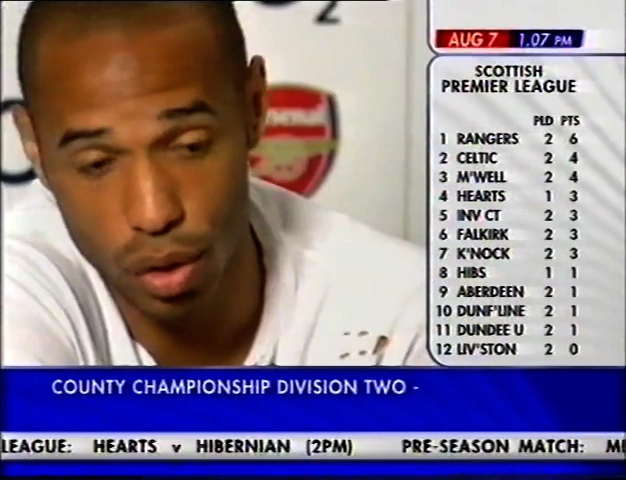 2
Arsenal
AUG 7 1.07 PM
SCOTTISH
PREMIER LEAGUE
PLD PTS
1 RANGERS 2 6
2 CELTIC 2 4
3 M'WELL 2 4
4 HEARTS 1 3
5 INV CT 2 3
6 FALKIRK 2 3
7 K'NOCK 2 3
8 HIBS 1 1
9 ABERDEEN 2 1
10 DUNF'LINE 2 1
11 DUNDEE U 2 1
12 LIV'STON 2 0
COUNTY CHAMPIONSHIP DIVISION TWO -
LEAGUE: HEARTS v HIBERNIAN (2PM) PRE-SEASON MATCH: